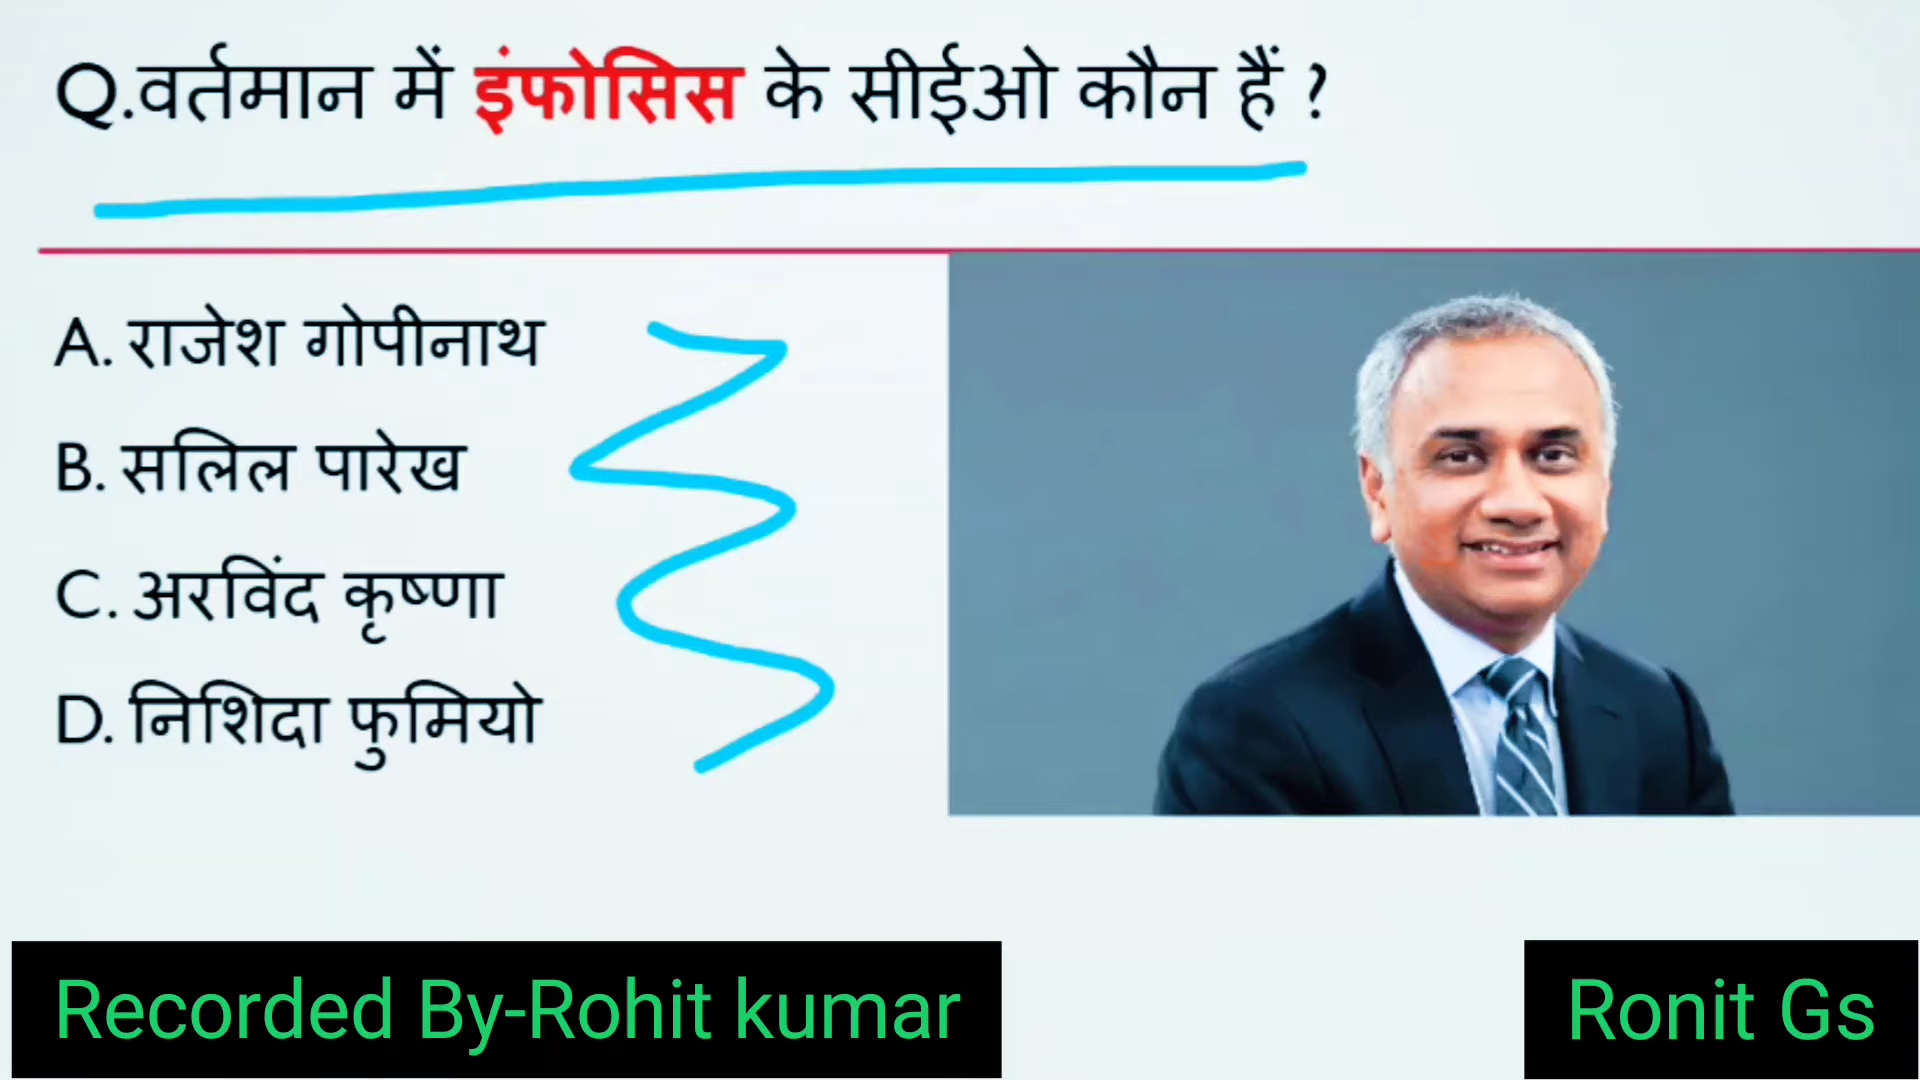 Q.वर्तमान में इंफोसिस के सीईओ कौन हैं ?
A. राजेश गोपीनाथ
B. सलिल पारेख
C. अरविंद कृष्णा
D. निशिदा फुमियो
Recorded By-Rohit kumar
Ronit Gs